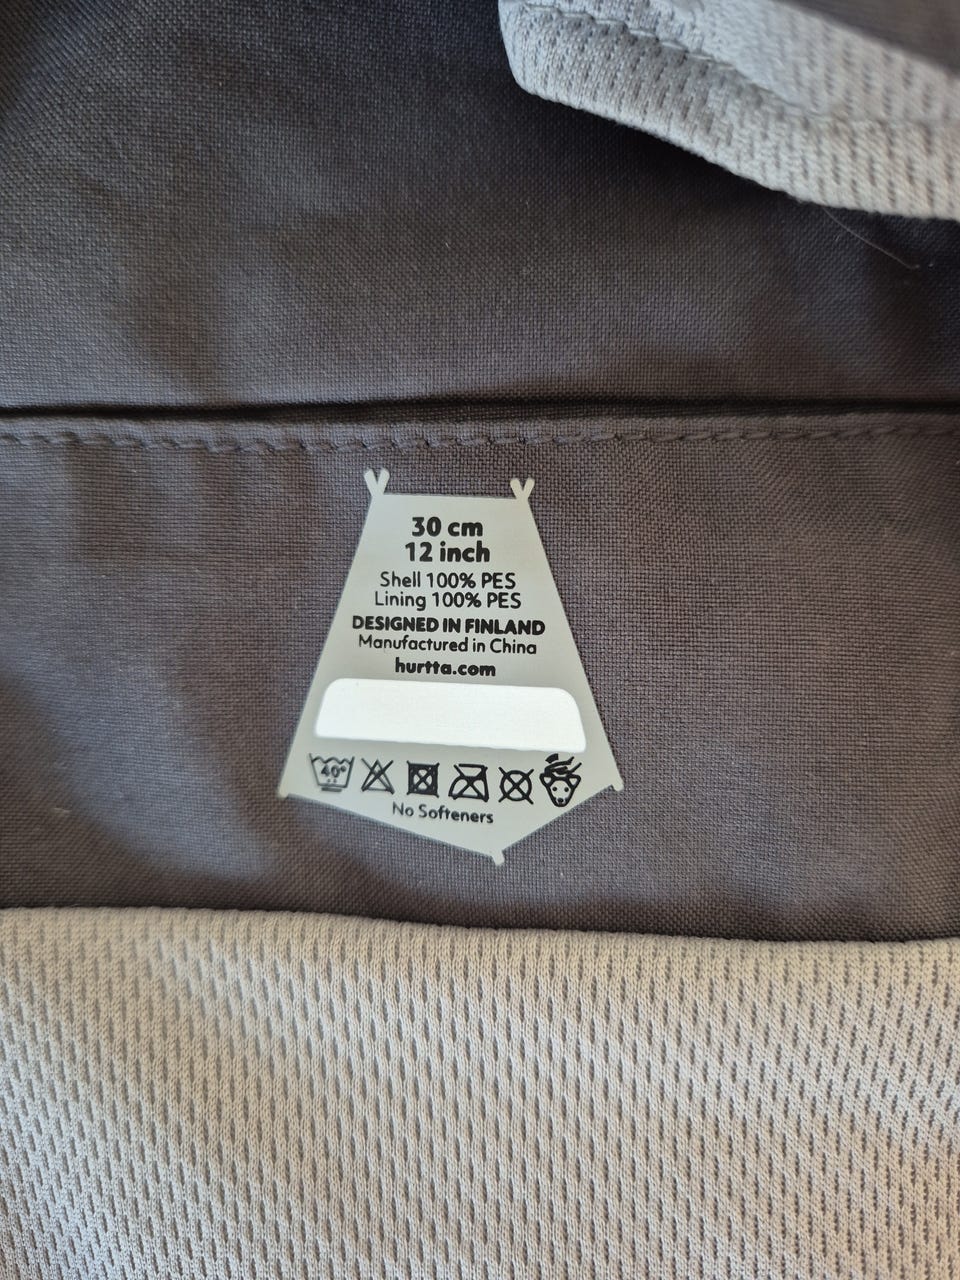 30 cm
12 inch
Shell 100% PES
Lining 100% PES
DESIGNED IN FINLAND
Manufactured in China
hurtta.com
40°
No Softeners